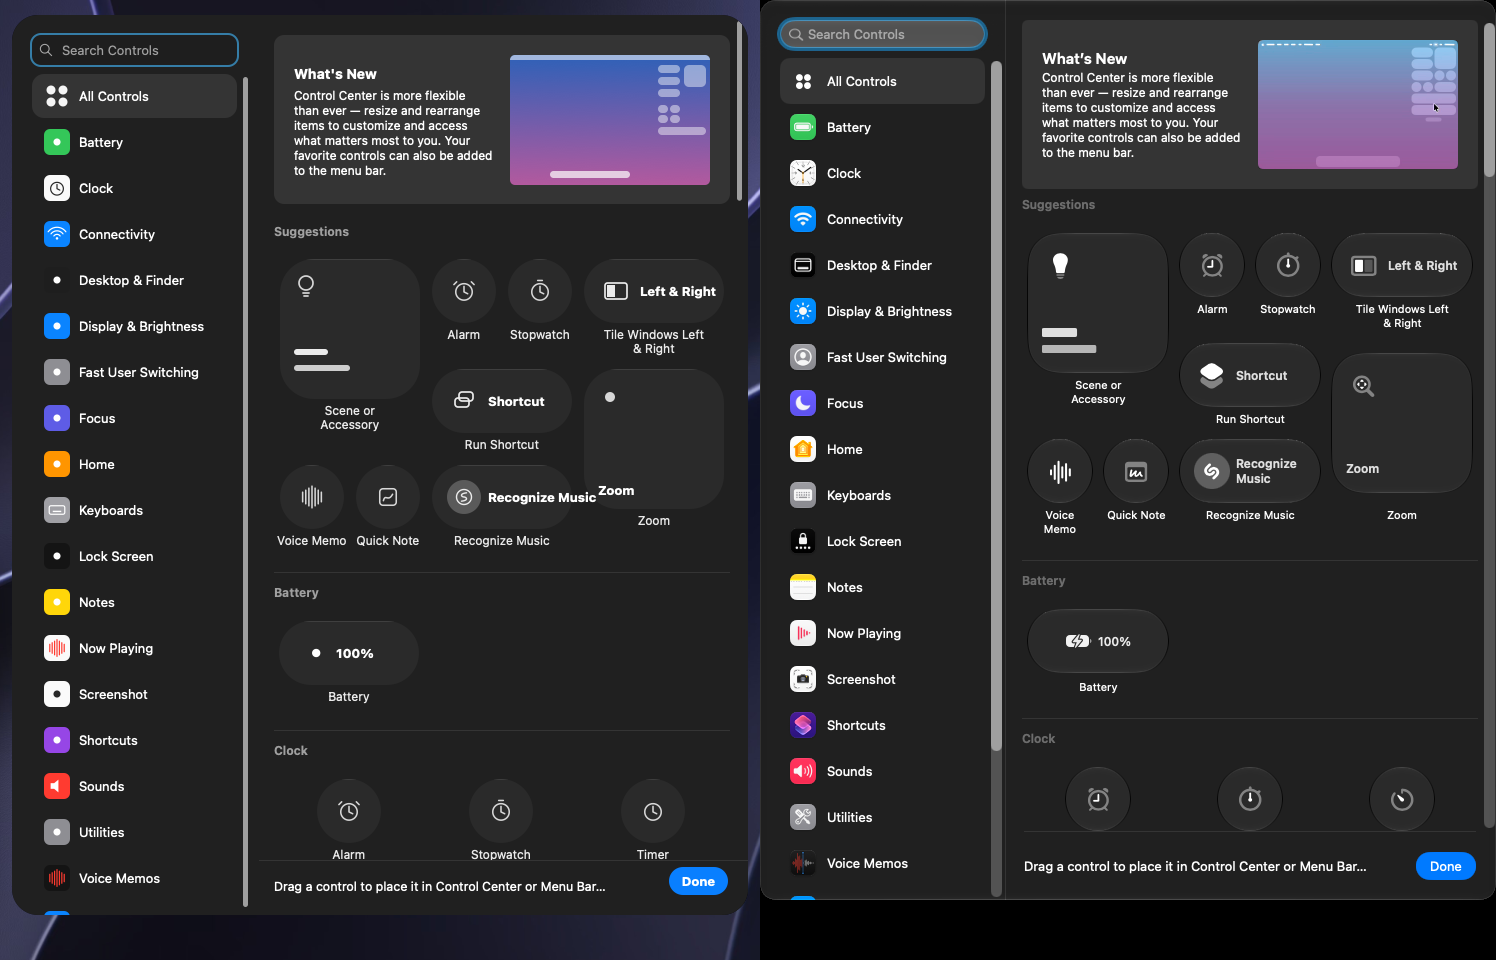 Search Controls
All Controls
Battery
Clock
Connectivity
Desktop & Finder
Display & Brightness
Fast User Switching
Focus
Home
Keyboards
Lock Screen
Notes
Now Playing
Screenshot
Shortcuts
Sounds
Utilities
Voice Memos
What's New
Control Center is more flexible
than ever — resize and rearrange
items to customize and access
what matters most to you. Your
favorite controls can also be added
to the menu bar.
Suggestions
Left & Right
Alarm
Stopwatch
Tile Windows Left
& Right
Scene or
Accessory
Shortcut
Run Shortcut
Zoom
Zoom
Recognize Music
Voice Memo
Quick Note
Recognize Music
Battery
100%
Battery
Clock
Alarm
Stopwatch
Timer
Drag a control to place it in Control Center or Menu Bar...
Done
Search Controls
All Controls
Battery
Clock
Connectivity
Desktop & Finder
Display & Brightness
Fast User Switching
Focus
Home
Keyboards
Lock Screen
Notes
Now Playing
Screenshot
Shortcuts
Sounds
Utilities
Voice Memos
What's New
Control Center is more flexible
than ever — resize and rearrange
items to customize and access
what matters most to you. Your
favorite controls can also be added
to the menu bar.
Suggestions
Left & Right
Alarm
Stopwatch
Tile Windows Left
& Right
Scene or
Accessory
Shortcut
Run Shortcut
Zoom
Zoom
Recognize
Music
Voice
Memo
Quick Note
Recognize Music
Battery
100%
Battery
Clock
Drag a control to place it in Control Center or Menu Bar...
Done